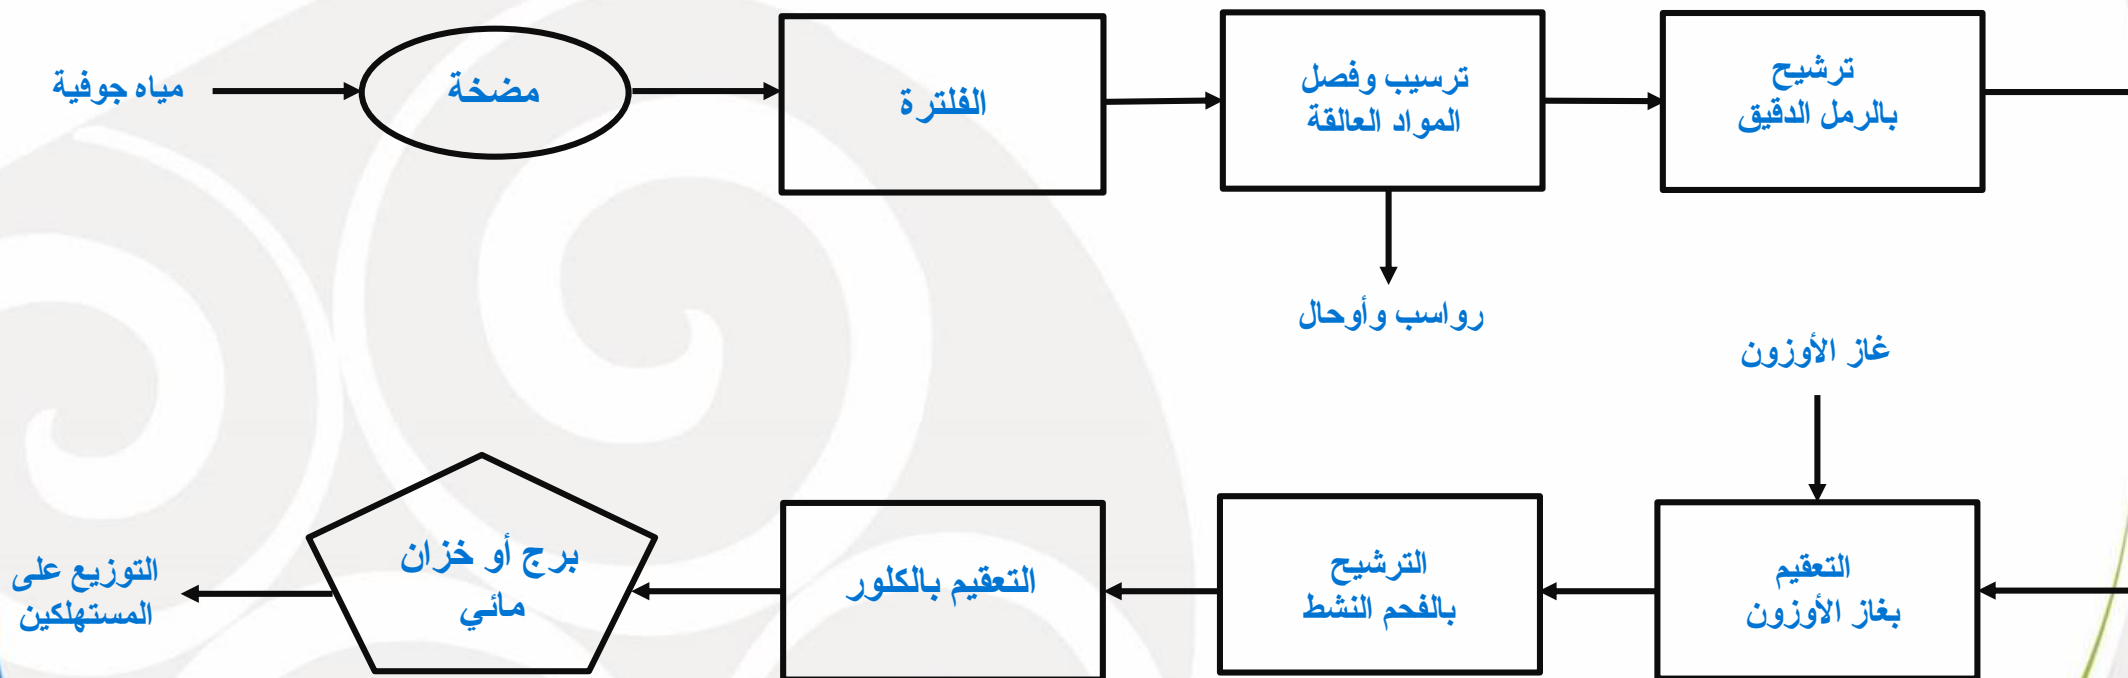 مياه جوفية
مضخة
الفلترة
ترسيب وفصل
المواد العالقة
ترشيح
بالرمل الدقيق
رواسب وأوحال
غاز الأوزون
التعقيم
بغاز الأوزون
الترشيح
بالفحم النشط
التعقيم بالكلور
برج أو خزان
مائي
التوزيع على
المستهلكين